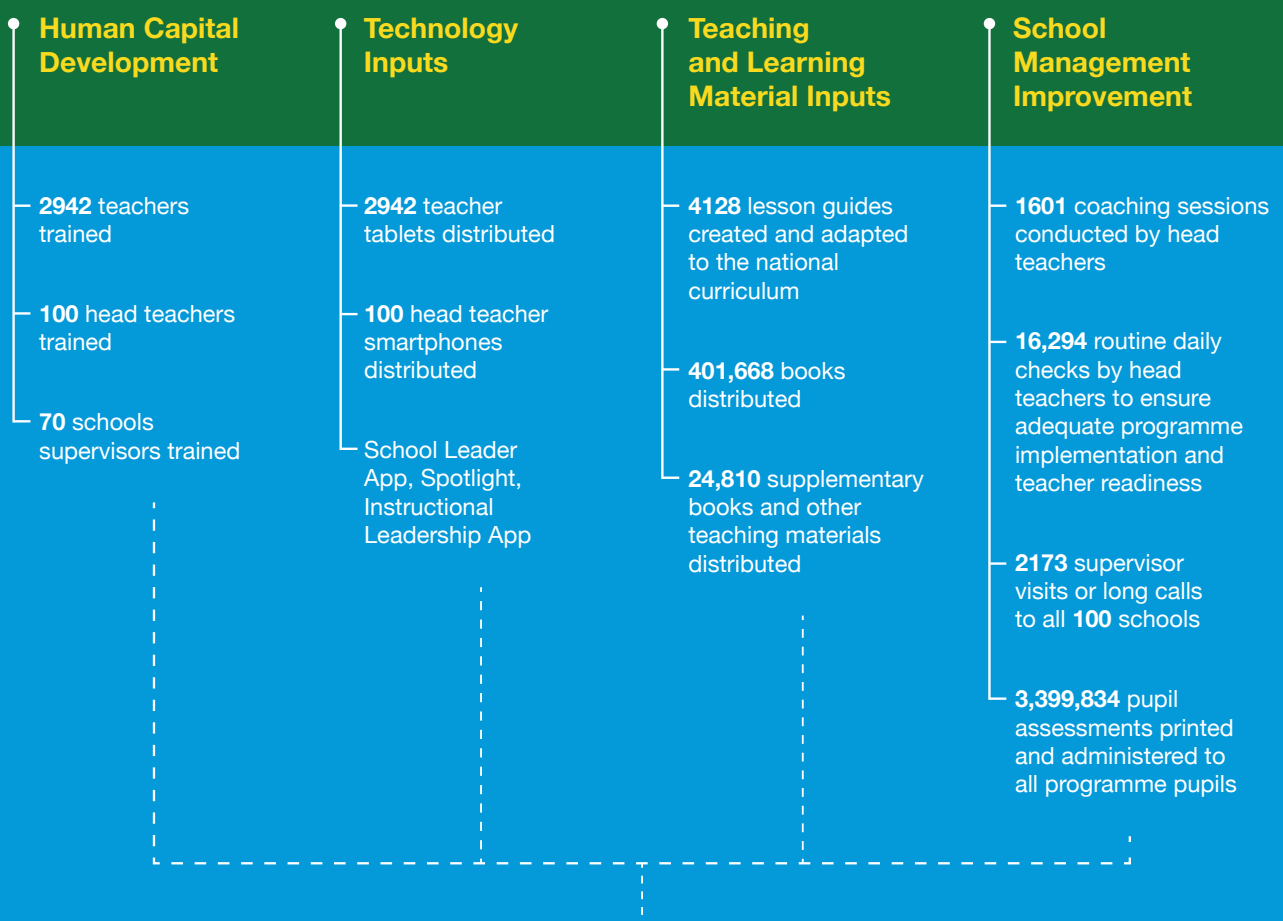 Human Capital
Development
2942 teachers
trained
100 head teachers
trained
70 schools
supervisors trained
Technology
Inputs
2942 teacher
tablets distributed
100 head teacher
smartphones
distributed
School Leader
App, Spotlight,
Instructional
Leadership App
Teaching
and Learning
Material Inputs
4128 lesson guides
created and adapted
to the national
curriculum
401,668 books
distributed
24,810 supplementary
books and other
teaching materials
distributed
School
Management
Improvement
1601 coaching sessions
conducted by head
teachers
16,294 routine daily
checks by head
teachers to ensure
adequate programme
implementation and
teacher readiness
2173 supervisor
visits or long calls
to all 100 schools
3,399,834 pupil
assessments printed
and administered to
all programme pupils